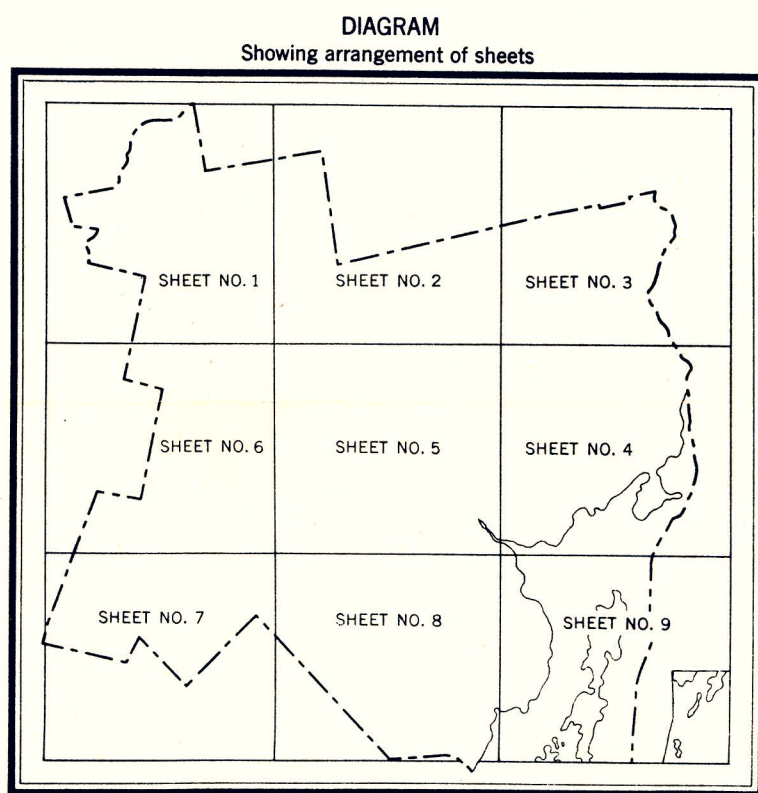 DIAGRAM
Showing arrangement of sheets
SHEET NO. 1
SHEET NO. 2
SHEET NO. 3
SHEET NO. 6
SHEET NO. 5
SHEET NO. 4
SHEET NO. 7
SHEET NO. 8
SHEET NO. 9